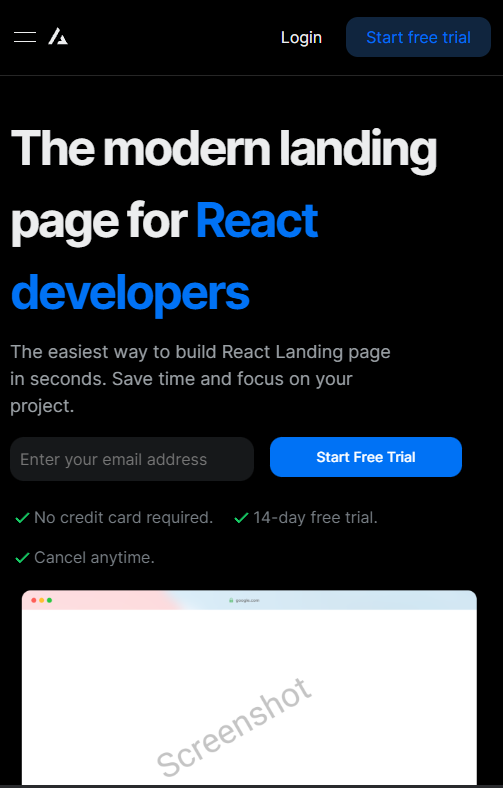 Login
Start free trial
The modern landing
page for React
developers
The easiest way to build React Landing page
in seconds. Save time and focus on your
project.
Enter your email address
Start Free Trial
No credit card required.
14-day free trial.
Cancel anytime.
google.com
Screenshot